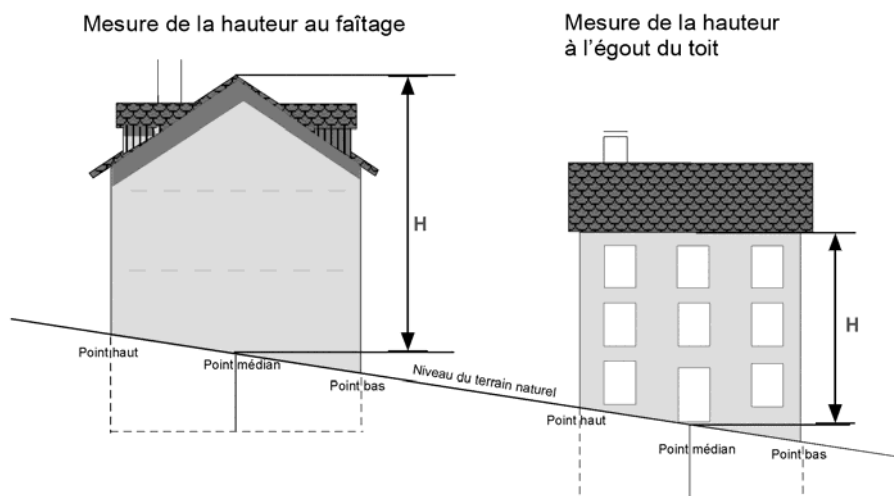 Mesure de la hauteur au faîtage
Mesure de la hauteur
à l'égout du toit
H
H
Point haut
Point médian
Point bas
Niveau du terrain naturel
Point haut
Point médian
Point bas